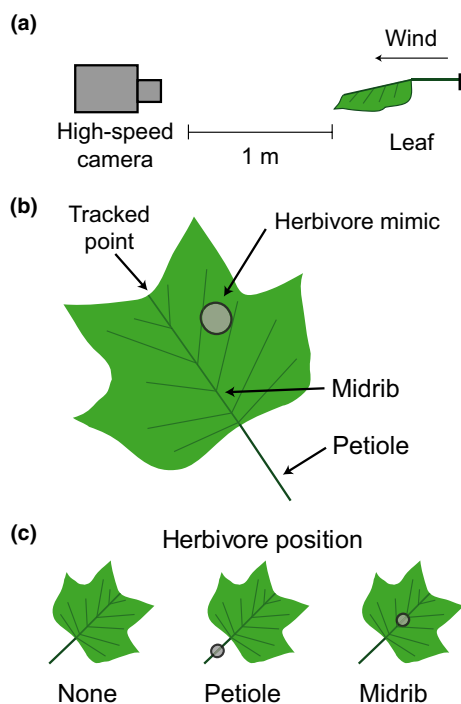 (a)
Wind
High-speed
camera
1 m
Leaf
(b)
Tracked
point
Herbivore mimic
Midrib
Petiole
(c)
Herbivore position
None
Petiole
Midrib